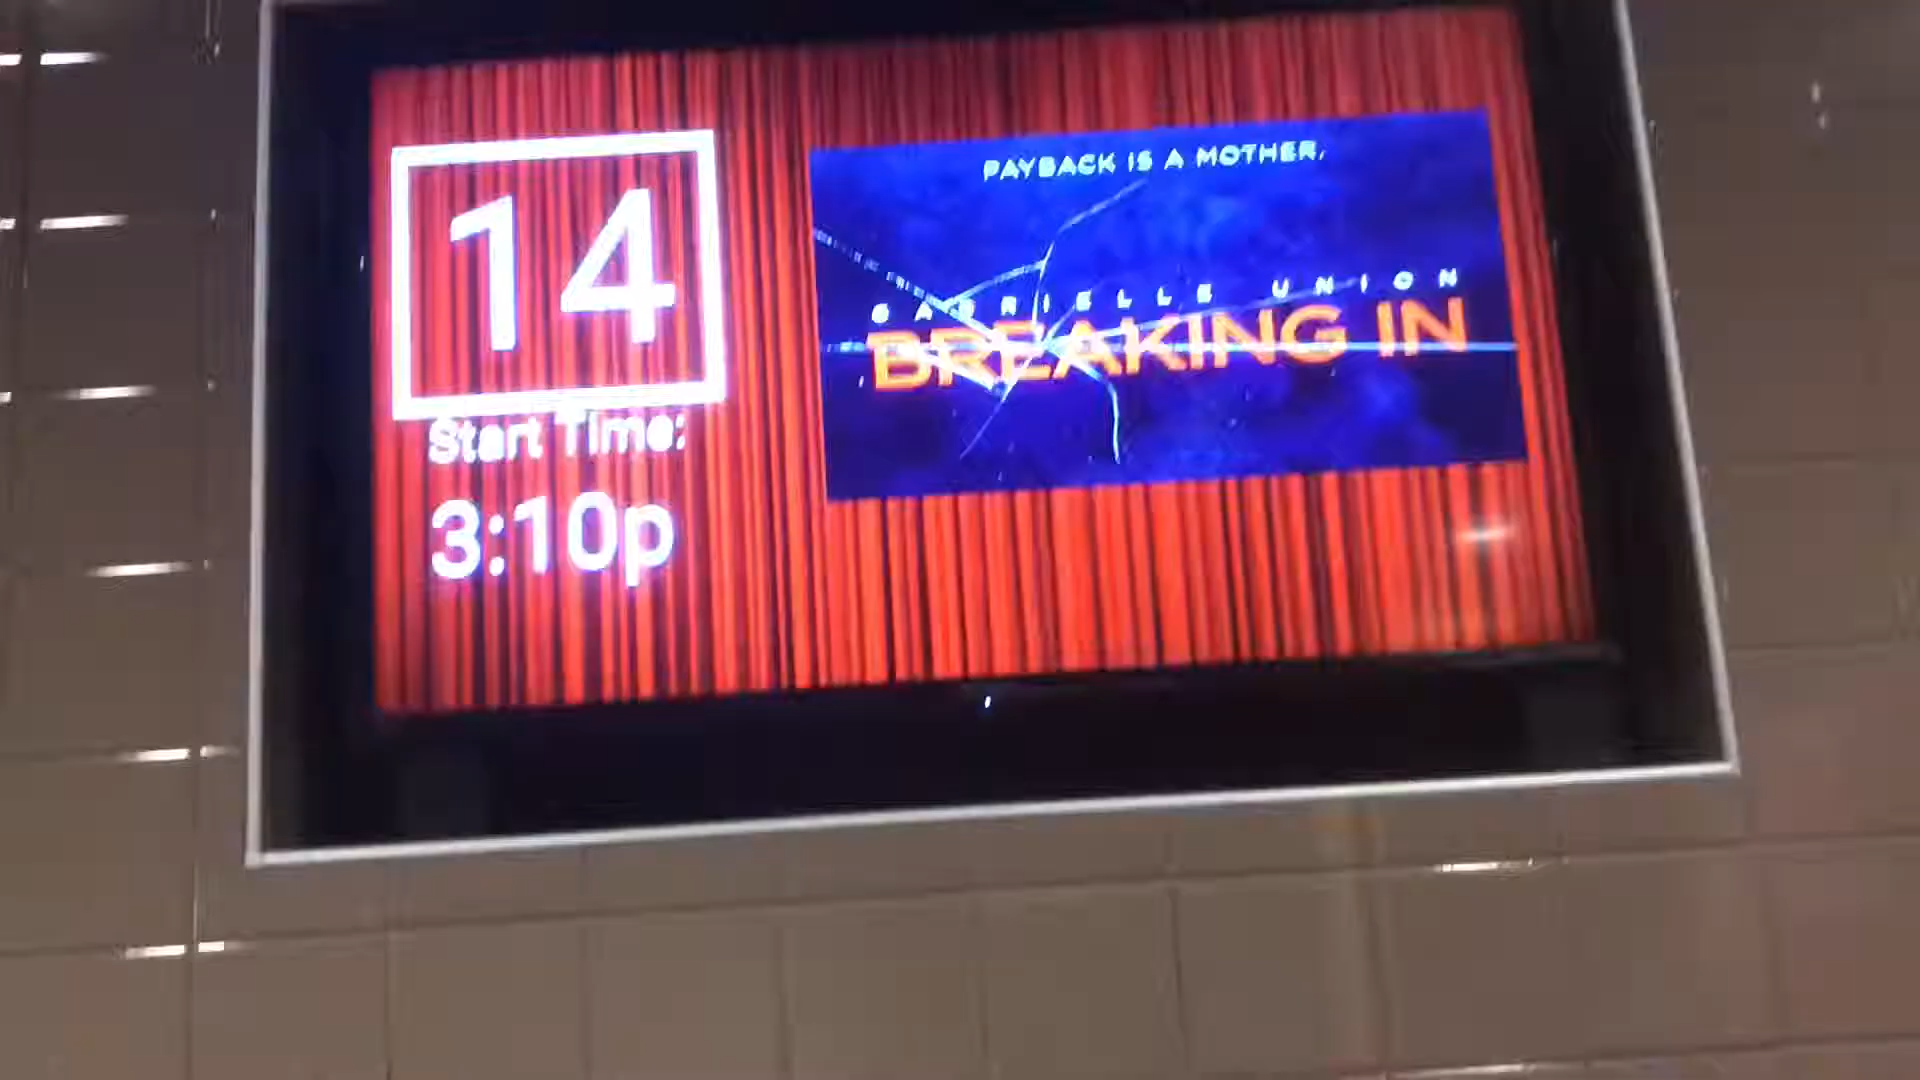 14
Start Time:
3:10p
PAYBACK IS A MOTHER.
GABRIELLE UNION
BREAKING IN